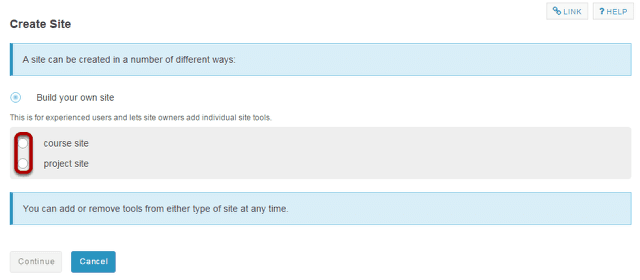 LINK
? HELP
Create Site
A site can be created in a number of different ways:
Build your own site
This is for experienced users and lets site owners add individual site tools.
course site
project site
You can add or remove tools from either type of site at any time.
Continue
Cancel